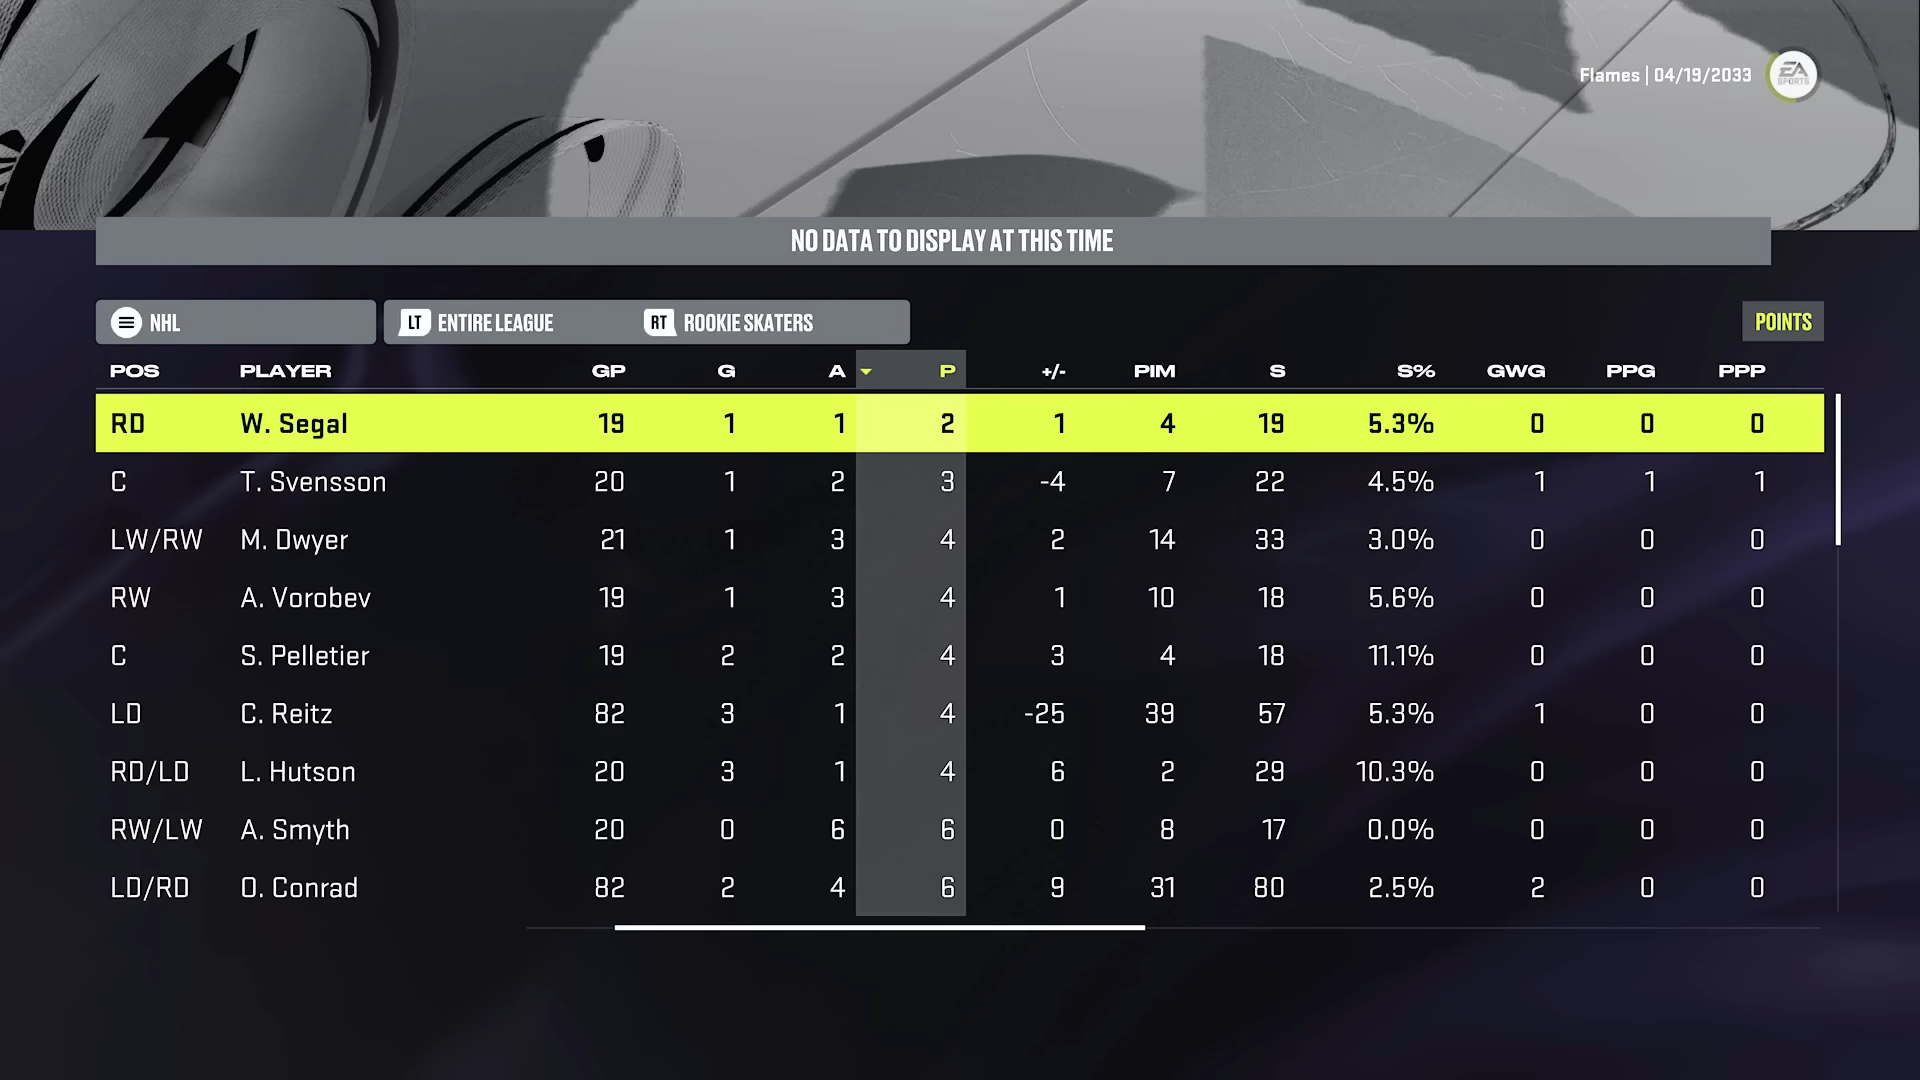 Flames | 04/19/2033
EA SPORTS
NO DATA TO DISPLAY AT THIS TIME
NHL LT ENTIRE LEAGUE RT ROOKIE SKATERS POINTS
POS PLAYER GP G A P +/- PIM S S% GWG PPG PPP
RD W. Segal 19 1 1 2 1 4 19 5.3% 0 0 0
C T. Svensson 20 1 2 3 -4 7 22 4.5% 1 1 1
LW/RW M. Dwyer 21 1 3 4 2 14 33 3.0% 0 0 0
RW A. Vorobev 19 1 3 4 1 10 18 5.6% 0 0 0
C S. Pelletier 19 2 2 4 3 4 18 11.1% 0 0 0
LD C. Reitz 82 3 1 4 -25 39 57 5.3% 1 0 0
RD/LD L. Hutson 20 3 1 4 6 2 29 10.3% 0 0 0
RW/LW A. Smyth 20 0 6 6 0 8 17 0.0% 0 0 0
LD/RD O. Conrad 82 2 4 6 9 31 80 2.5% 2 0 0